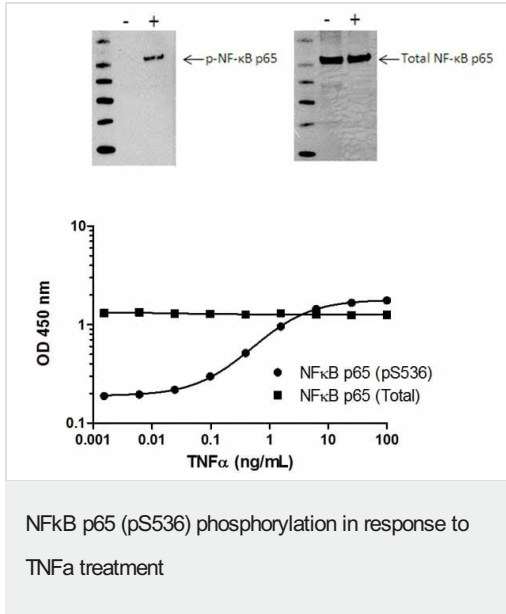 - +
- +
←p-NF-κB p65
←Total NF-κB p65
10
1
0.1
OD 450 nm
NFκB p65 (pS536)
NFκB p65 (Total)
0.001 0.01 0.1 1 10 100
TNFα (ng/mL)
NFkB p65 (pS536) phosphorylation in response to
TNFa treatment